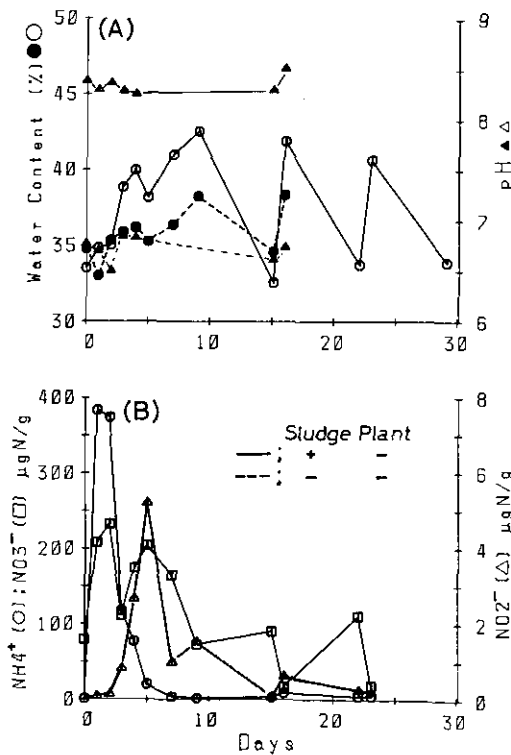 (A)
Water Content (%) ●○
pH ▲ △
50
45
40
35
30
9
8
7
6
0 10 20 30
(B)
NH4+ (○) : NO3- (□) μgN/g
NO2- (△) μgN/g
400
300
200
100
0
8
6
4
2
0
Sludge Plant
; + -
; - -
0 10 20 30
Days